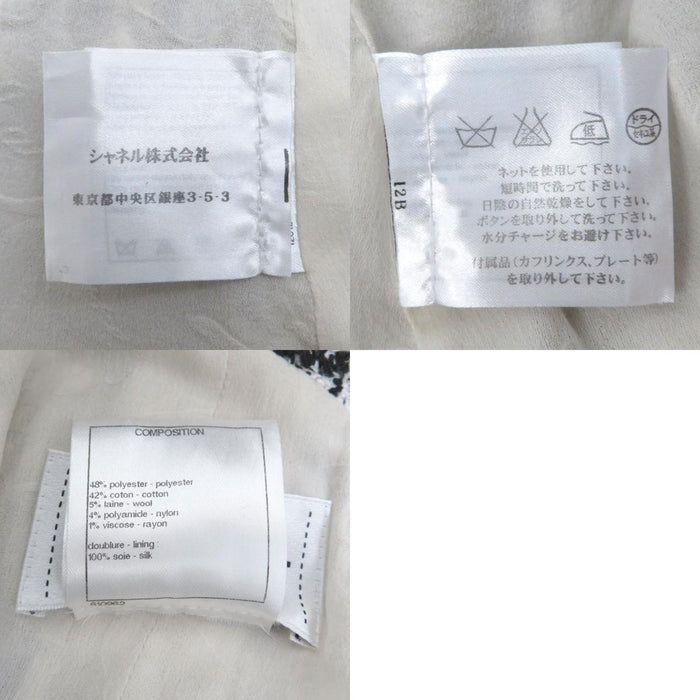 シャネル株式会社
東京都中央区銀座3-5-3
低
ドライ
セキユ系
12B
ネットを使用して下さい。
短時間で洗って下さい。
日陰の自然乾燥をして下さい。
ボタンを取り外して洗って下さい。
水分チャージをお避け下さい。
付属品(カフリンクス、プレート等)
を取り外して下さい。
COMPOSITION
48% polyester - polyester
42% coton - cotton
5% laine - wool
4% polyamide - nylon
1% viscose - rayon
doublure - lining :
100% soie - silk